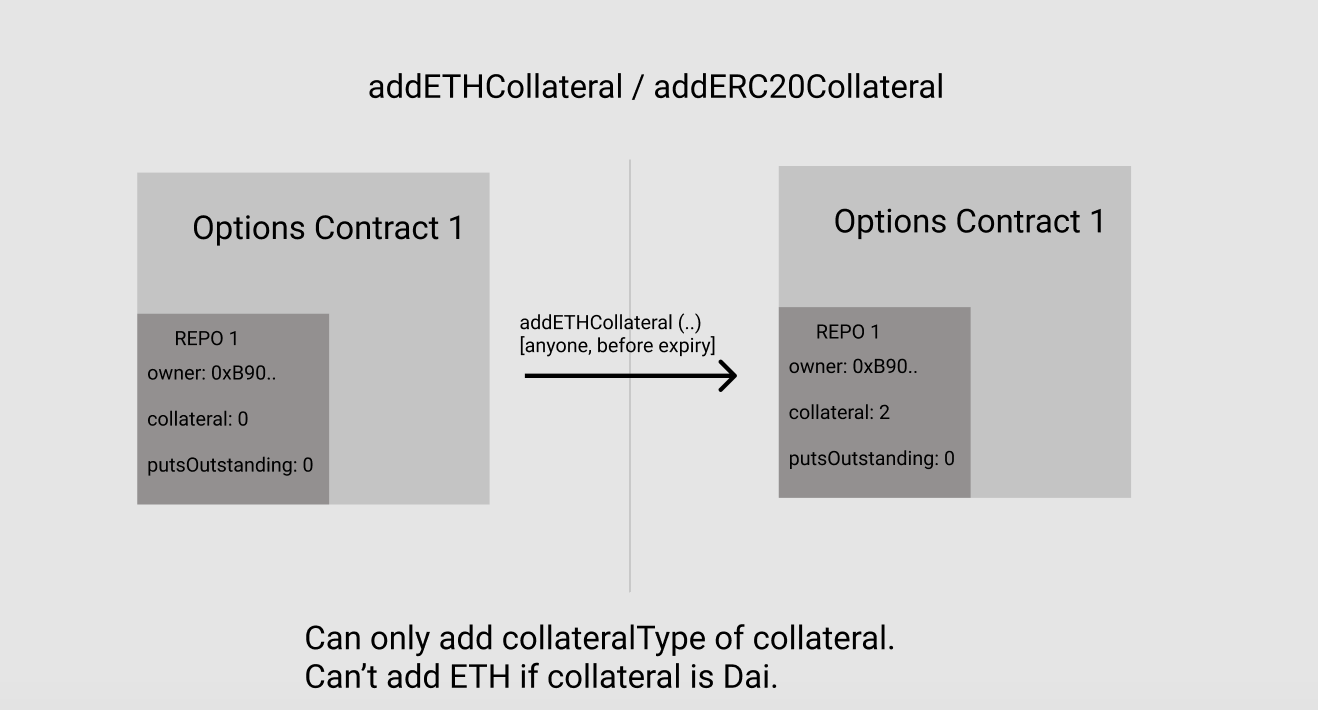 addETHCollateral / addERC20Collateral
Options Contract 1
REPO 1
owner: 0xB90..
collateral: 0
putsOutstanding: 0
addETHCollateral (..)
[anyone, before expiry]
Options Contract 1
REPO 1
owner: 0xB90..
collateral: 2
putsOutstanding: 0
Can only add collateralType of collateral.
Can’t add ETH if collateral is Dai.